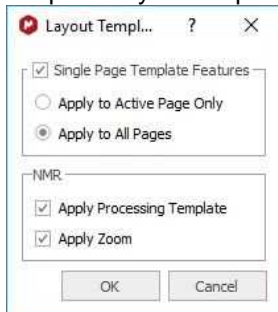 Layout Templ... ? ×
Single Page Template Features
Apply to Active Page Only
Apply to All Pages
NMR
Apply Processing Template
Apply Zoom
OK Cancel